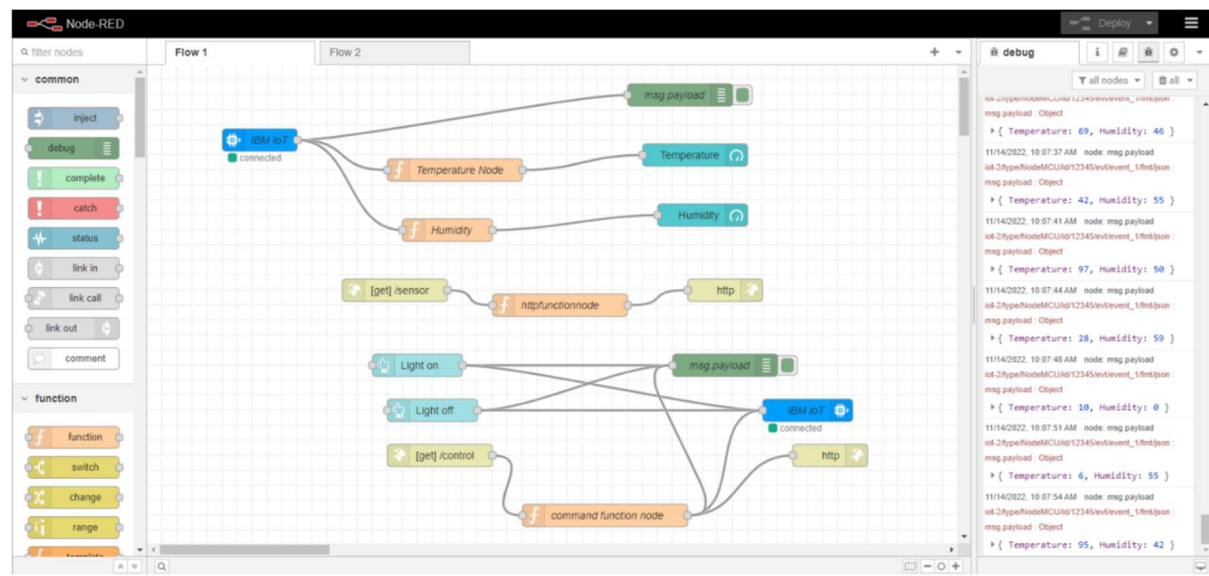 Node-RED
Deploy
filter nodes
Flow 1
Flow 2
debug
i
all nodes
all
common
inject
debug
complete
catch
status
link in
link call
link out
comment
function
function
switch
change
range
template
msg.payload
IBM IoT
connected
Temperature Node
Temperature
Humidity
Humidity
[get] /sensor
httpfunctionnode
http
Light on
msg.payload
Light off
IBM IoT
connected
[get] /control
http
command function node
iot-2/type/NodeMCU/id/12345/evt/event_1/fmt/json :
msg.payload : Object
{ Temperature: 69, Humidity: 46 }
11/14/2022, 10:07:37 AM node: msg.payload
iot-2/type/NodeMCU/id/12345/evt/event_1/fmt/json :
msg.payload : Object
{ Temperature: 42, Humidity: 55 }
11/14/2022, 10:07:41 AM node: msg.payload
iot-2/type/NodeMCU/id/12345/evt/event_1/fmt/json :
msg.payload : Object
{ Temperature: 97, Humidity: 50 }
11/14/2022, 10:07:44 AM node: msg.payload
iot-2/type/NodeMCU/id/12345/evt/event_1/fmt/json :
msg.payload : Object
{ Temperature: 28, Humidity: 59 }
11/14/2022, 10:07:48 AM node: msg.payload
iot-2/type/NodeMCU/id/12345/evt/event_1/fmt/json :
msg.payload : Object
{ Temperature: 10, Humidity: 0 }
11/14/2022, 10:07:51 AM node: msg.payload
iot-2/type/NodeMCU/id/12345/evt/event_1/fmt/json :
msg.payload : Object
{ Temperature: 6, Humidity: 55 }
11/14/2022, 10:07:54 AM node: msg.payload
iot-2/type/NodeMCU/id/12345/evt/event_1/fmt/json :
msg.payload : Object
{ Temperature: 95, Humidity: 42 }